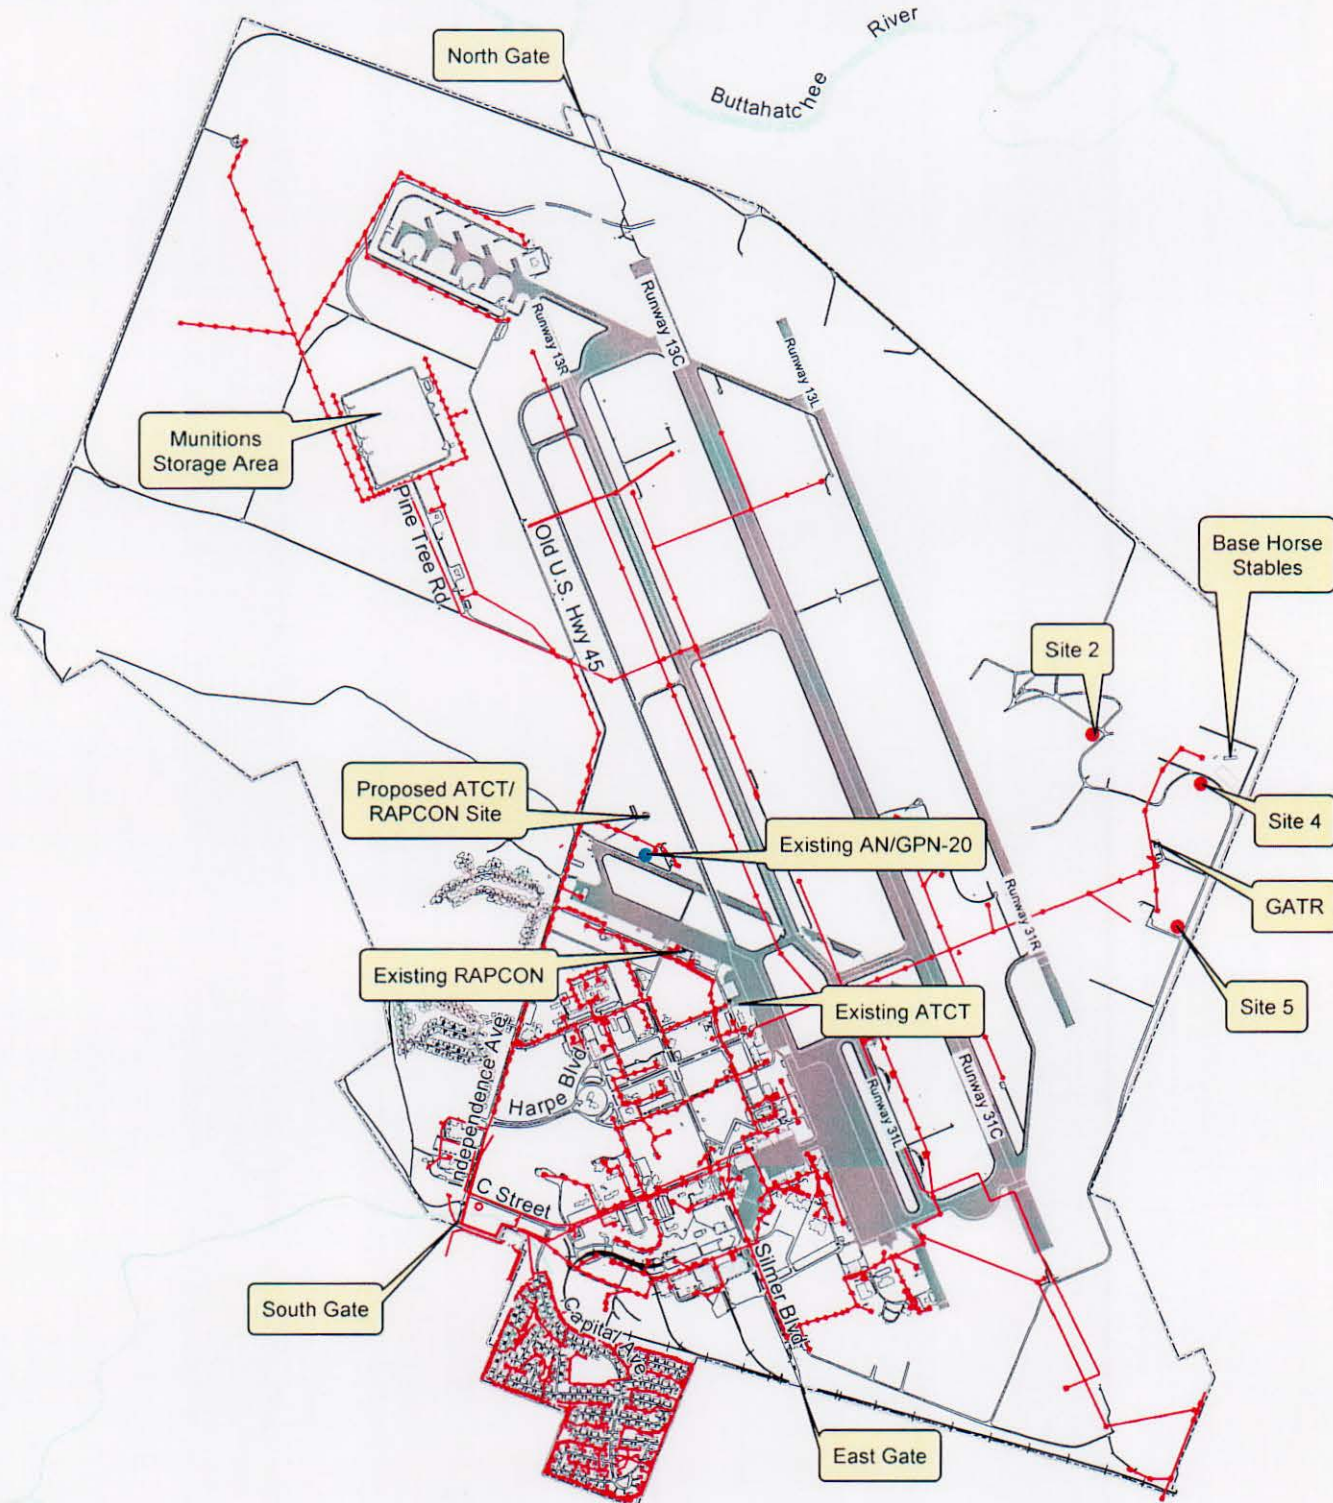 River
Buttahatchee
North Gate
Runway 13R
Runway 13C
Runway 13L
Munitions
Storage Area
Pine Tree Rd.
Old U.S. Hwy 45
Base Horse
Stables
Site 2
Proposed ATCT/
RAPCON Site
Existing AN/GPN-20
Site 4
GATR
Runway 31R
Existing RAPCON
Existing ATCT
Site 5
Independence Ave
Harpe Blvd
Runway 31L
Runway 31C
C Street
South Gate
Silmer Blvd
Capital Ave
East Gate